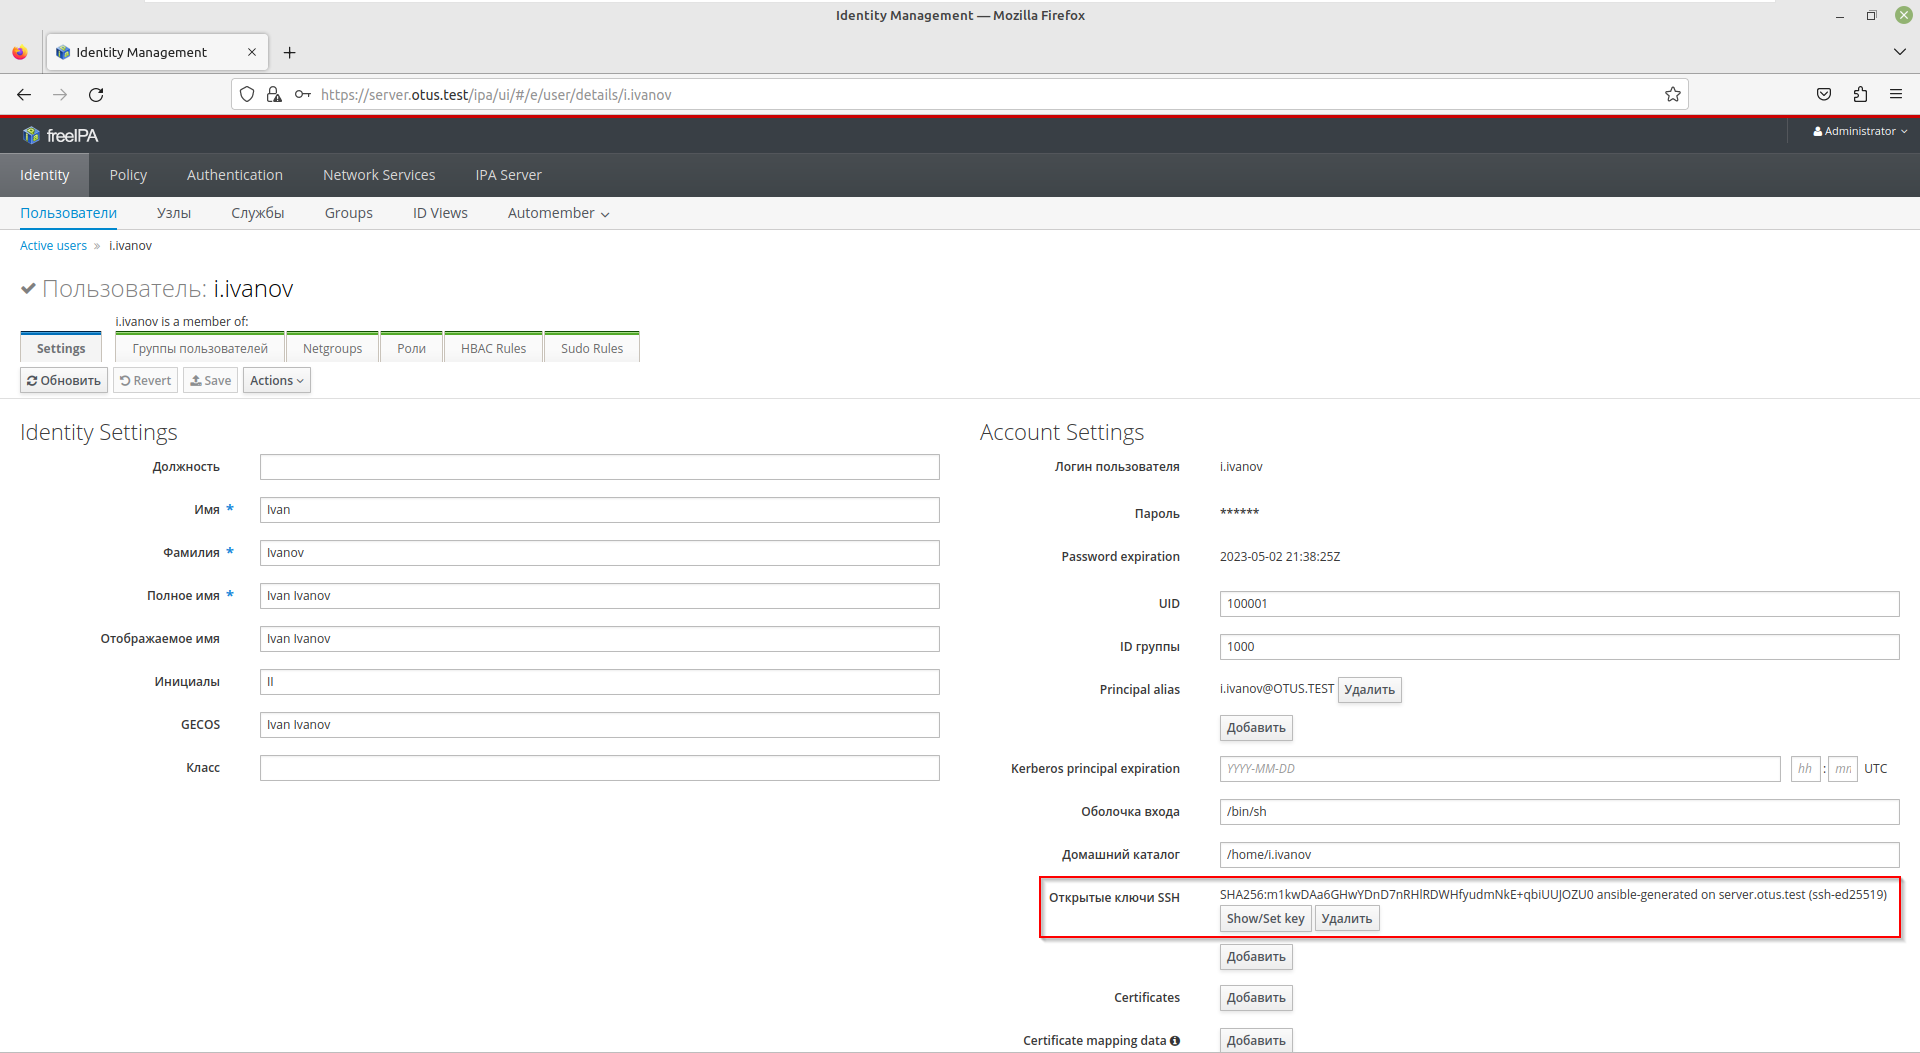 Identity Management — Mozilla Firefox
Identity Management
https://server.otus.test/ipa/ui/#/e/user/details/i.ivanov
freeIPA
Administrator
Identity Policy Authentication Network Services IPA Server
Пользователи Узлы Службы Groups ID Views Automember
Active users » i.ivanov
Пользователь: i.ivanov
i.ivanov is a member of:
Settings Группы пользователей Netgroups Роли HBAC Rules Sudo Rules
Обновить Revert Save Actions
Identity Settings
Должность
Имя * Ivan
Фамилия * Ivanov
Полное имя * Ivan Ivanov
Отображаемое имя Ivan Ivanov
Инициалы II
GECOS Ivan Ivanov
Класс
Account Settings
Логин пользователя i.ivanov
Пароль ******
Password expiration 2023-05-02 21:38:25Z
UID 100001
ID группы 1000
Principal alias i.ivanov@OTUS.TEST Удалить
Добавить
Kerberos principal expiration YYYY-MM-DD hh : mm UTC
Оболочка входа /bin/sh
Домашний каталог /home/i.ivanov
Открытые ключи SSH SHA256:m1kwDAa6GHwYDnD7nRHlRDWHfyudmNkE+qbiUUJOZU0 ansible-generated on server.otus.test (ssh-ed25519)
Show/Set key Удалить
Добавить
Certificates Добавить
Certificate mapping data Добавить